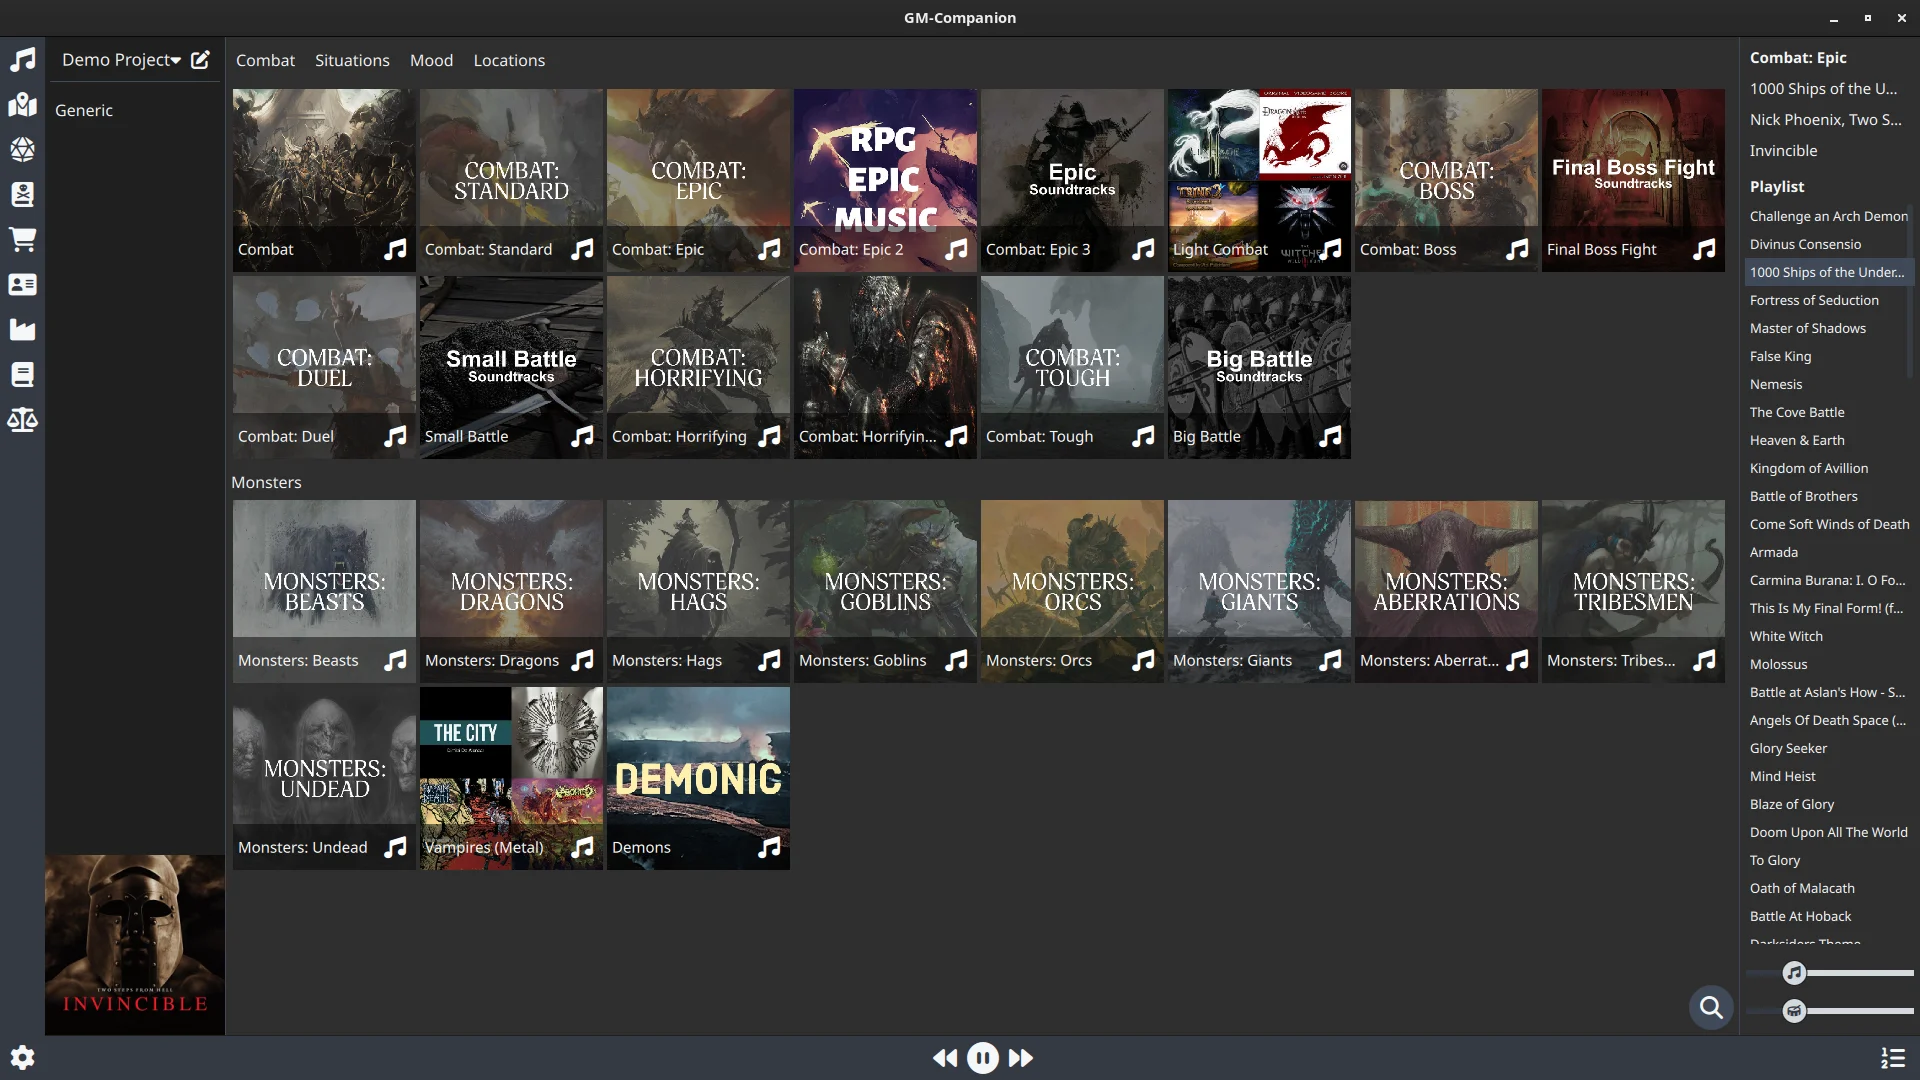 GM-Companion
Demo Project
Generic
Combat Situations Mood Locations
Combat
COMBAT:
STANDARD
Combat: Standard
COMBAT:
EPIC
Combat: Epic
RPG
EPIC
MUSIC
Combat: Epic 2
Epic
Soundtracks
Combat: Epic 3
DRAGON AGE
Light Combat
COMBAT:
BOSS
Combat: Boss
Final Boss Fight
Soundtracks
Final Boss Fight
COMBAT:
DUEL
Combat: Duel
Small Battle
Soundtracks
Small Battle
COMBAT:
HORRIFYING
Combat: Horrifying
Combat: Horrifyin...
COMBAT:
TOUGH
Combat: Tough
Big Battle
Soundtracks
Big Battle
Monsters
MONSTERS:
BEASTS
Monsters: Beasts
MONSTERS:
DRAGONS
Monsters: Dragons
MONSTERS:
HAGS
Monsters: Hags
MONSTERS:
GOBLINS
Monsters: Goblins
MONSTERS:
ORCS
Monsters: Orcs
MONSTERS:
GIANTS
Monsters: Giants
MONSTERS:
ABERRATIONS
Monsters: Aberrat...
MONSTERS:
TRIBESMEN
Monsters: Tribes...
MONSTERS:
UNDEAD
Monsters: Undead
THE CITY
Vampires (Metal)
DEMONIC
Demons
TWO STEPS FROM HELL
INVINCIBLE
Combat: Epic
1000 Ships of the U...
Nick Phoenix, Two S...
Invincible
Playlist
Challenge an Arch Demon
Divinus Consensio
1000 Ships of the Under...
Fortress of Seduction
Master of Shadows
False King
Nemesis
The Cove Battle
Heaven & Earth
Kingdom of Avillion
Battle of Brothers
Come Soft Winds of Death
Armada
Carmina Burana: I. O Fo...
This Is My Final Form! (f...
White Witch
Molossus
Battle at Aslan's How - S...
Angels Of Death Space (...
Glory Seeker
Mind Heist
Blaze of Glory
Doom Upon All The World
To Glory
Oath of Malacath
Battle At Hoback
Darksiders Theme